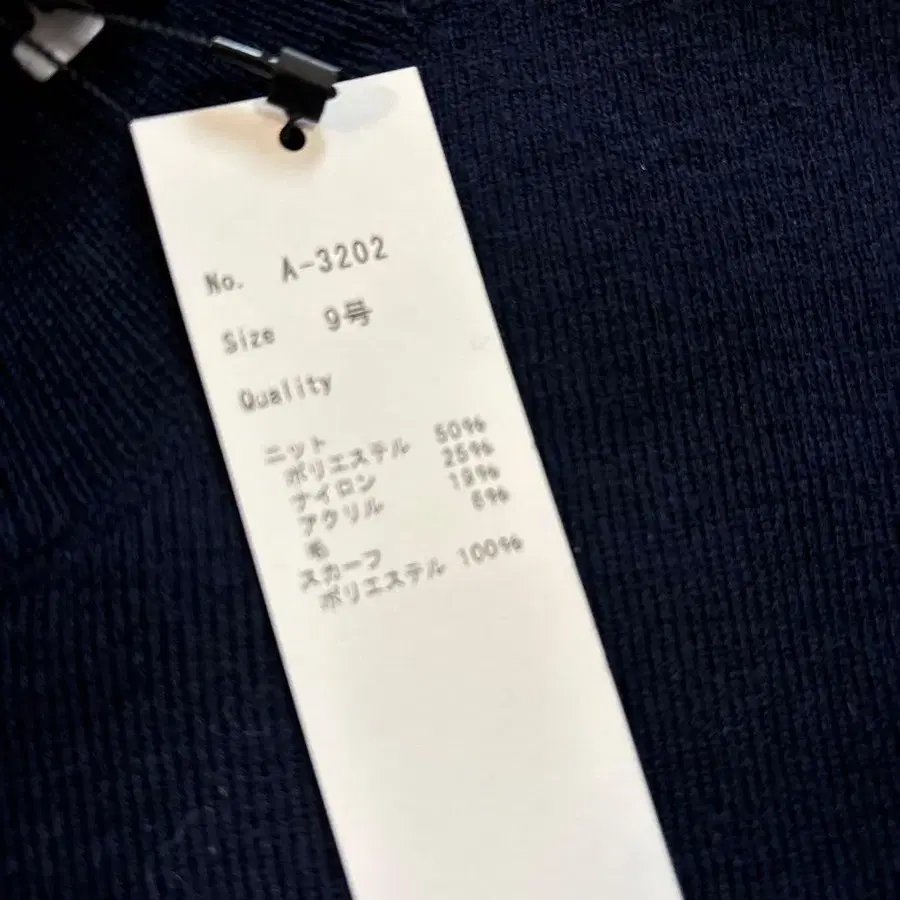 No. A-3202
Size 9号
Quality
ニット
ポリエステル 50%
ナイロン 25%
アクリル 19%
毛 6%
スカーフ
ポリエステル 100%